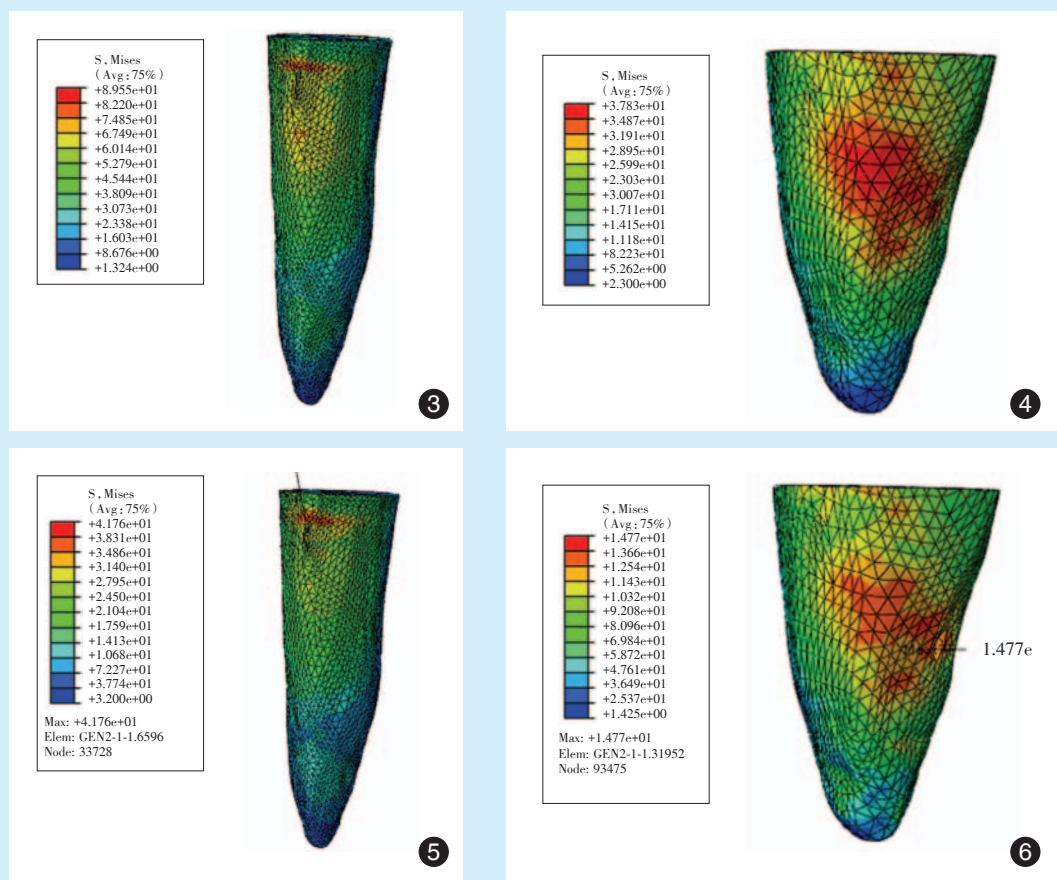 S, Mises
(Avg:75%)
+8.955e+01
+8.220e+01
+7.485e+01
+6.749e+01
+6.014e+01
+5.279e+01
+4.544e+01
+3.809e+01
+3.073e+01
+2.338e+01
+1.603e+01
+8.676e+00
+1.324e+00
3
S, Mises
(Avg:75%)
+3.783e+01
+3.487e+01
+3.191e+01
+2.895e+01
+2.599e+01
+2.303e+01
+3.007e+01
+1.711e+01
+1.415e+01
+1.118e+01
+8.223e+01
+5.262e+00
+2.300e+00
4
S, Mises
(Avg:75%)
+4.176e+01
+3.831e+01
+3.486e+01
+3.140e+01
+2.795e+01
+2.450e+01
+2.104e+01
+1.759e+01
+1.413e+01
+1.068e+01
+7.227e+01
+3.774e+01
+3.200e+00
Max: +4.176e+01
Elem: GEN2-1-1.6596
Node: 33728
5
S, Mises
(Avg:75%)
+1.477e+01
+1.366e+01
+1.254e+01
+1.143e+01
+1.032e+01
+9.208e+01
+8.096e+01
+6.984e+01
+5.872e+01
+4.761e+01
+3.649e+01
+2.537e+01
+1.425e+00
Max: +1.477e+01
Elem: GEN2-1-1.31952
Node: 93475
1.477e
6